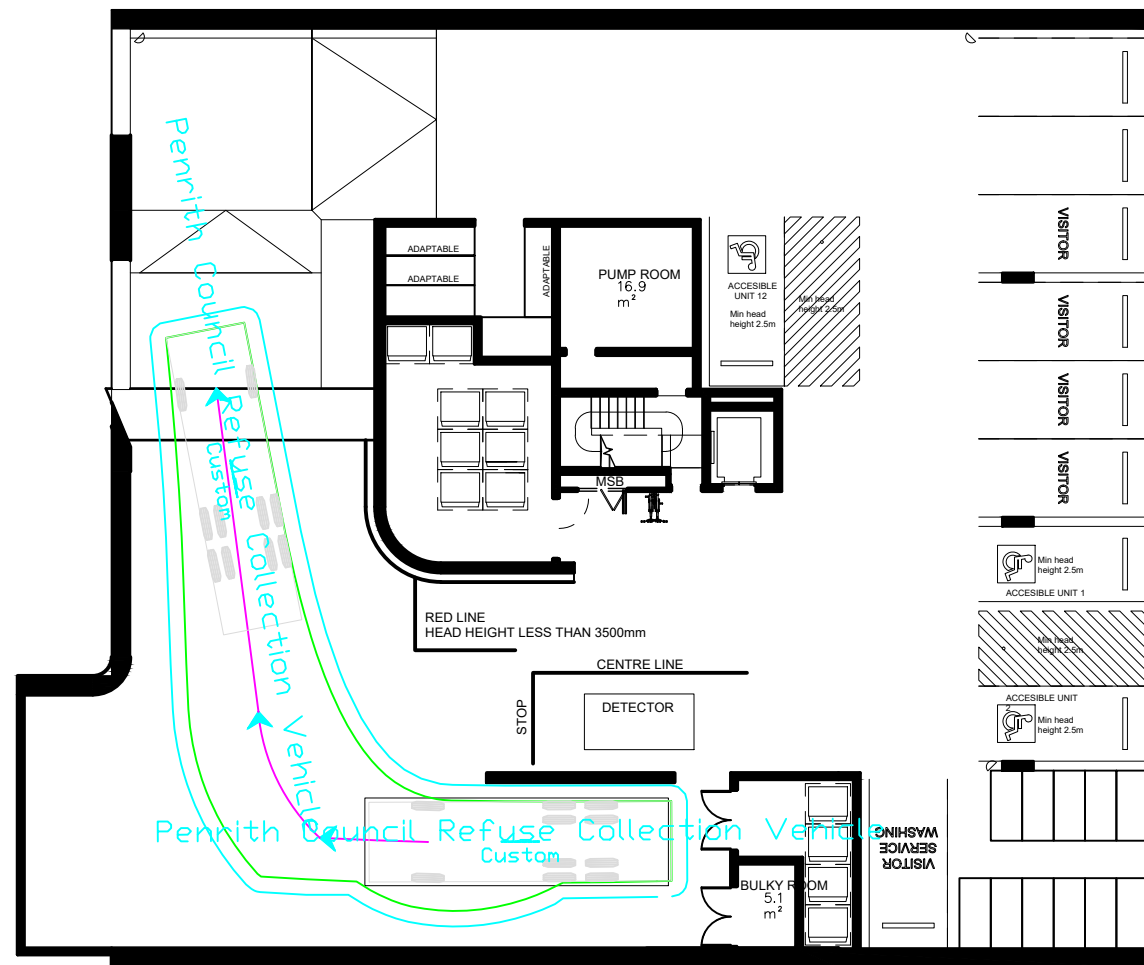 Penrith Council Refuse Collection Vehicle
Custom
ADAPTABLE
ADAPTABLE
ADAPTABLE
PUMP ROOM
16.9
m²
ACCESIBLE
UNIT 12
Min head
height 2.5m
Min head
height 2.5m
VISITOR
VISITOR
VISITOR
VISITOR
MSB
Min head
height 2.5m
ACCESIBLE UNIT 1
Min head
height 2.5m
ACCESIBLE UNIT
2
Min head
height 2.5m
RED LINE
HEAD HEIGHT LESS THAN 3500mm
CENTRE LINE
STOP
DETECTOR
Penrith Council Refuse Collection Vehicle
Custom
VISITOR
SERVICE
WASHING
BULKY ROOM
5.1
m²